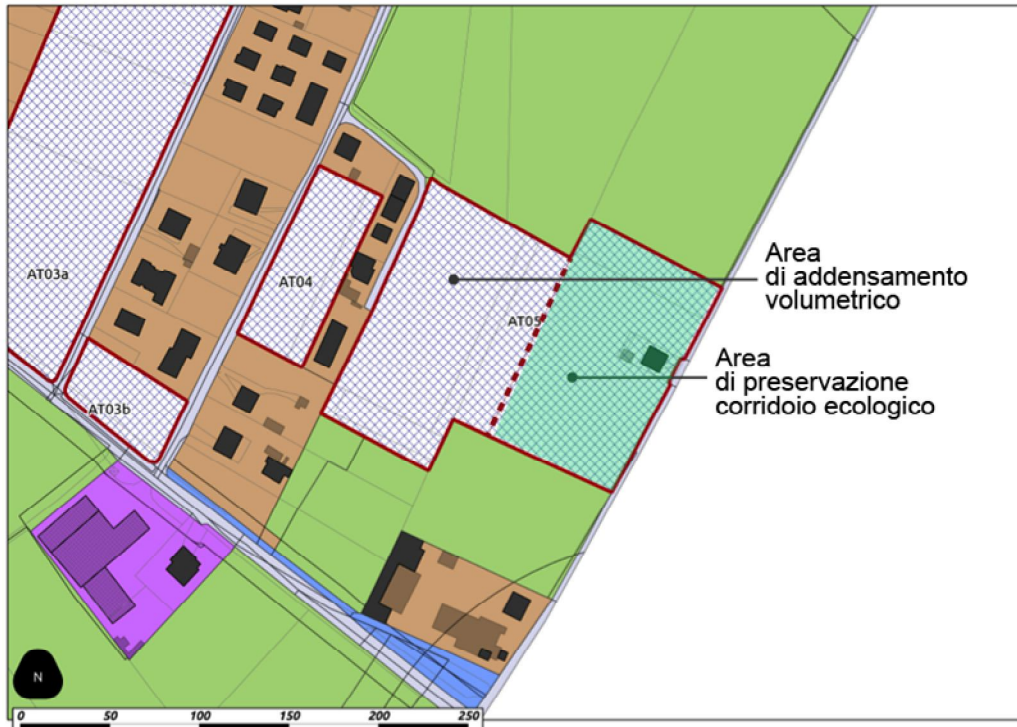 Area
di addensamento
volumetrico
AT03a
AT04
AT05
Area
di preservazione
corridoio ecologico
AT03b
N
0 50 100 150 200 250